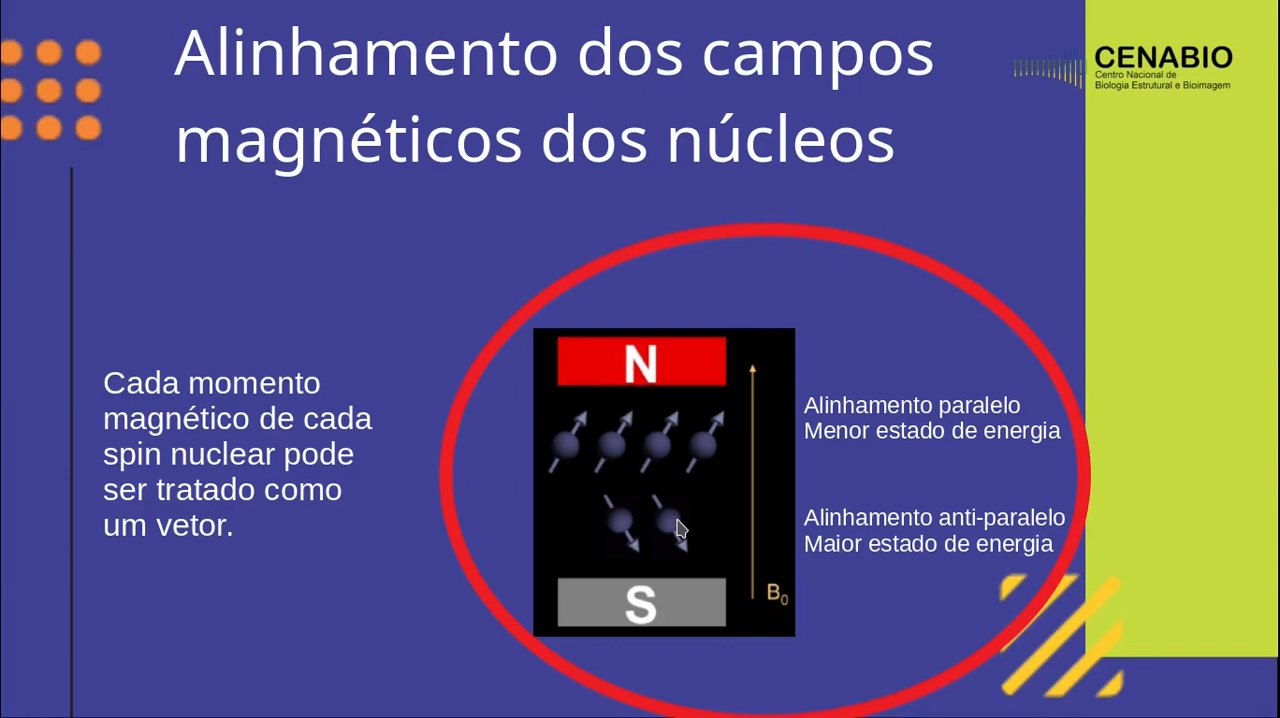 Alinhamento dos campos
magnéticos dos núcleos
CENABIO
Centro Nacional de
Biologia Estrutural e Bioimagem
Cada momento
magnético de cada
spin nuclear pode
ser tratado como
um vetor.
N
S
B0
Alinhamento paralelo
Menor estado de energia
Alinhamento anti-paralelo
Maior estado de energia